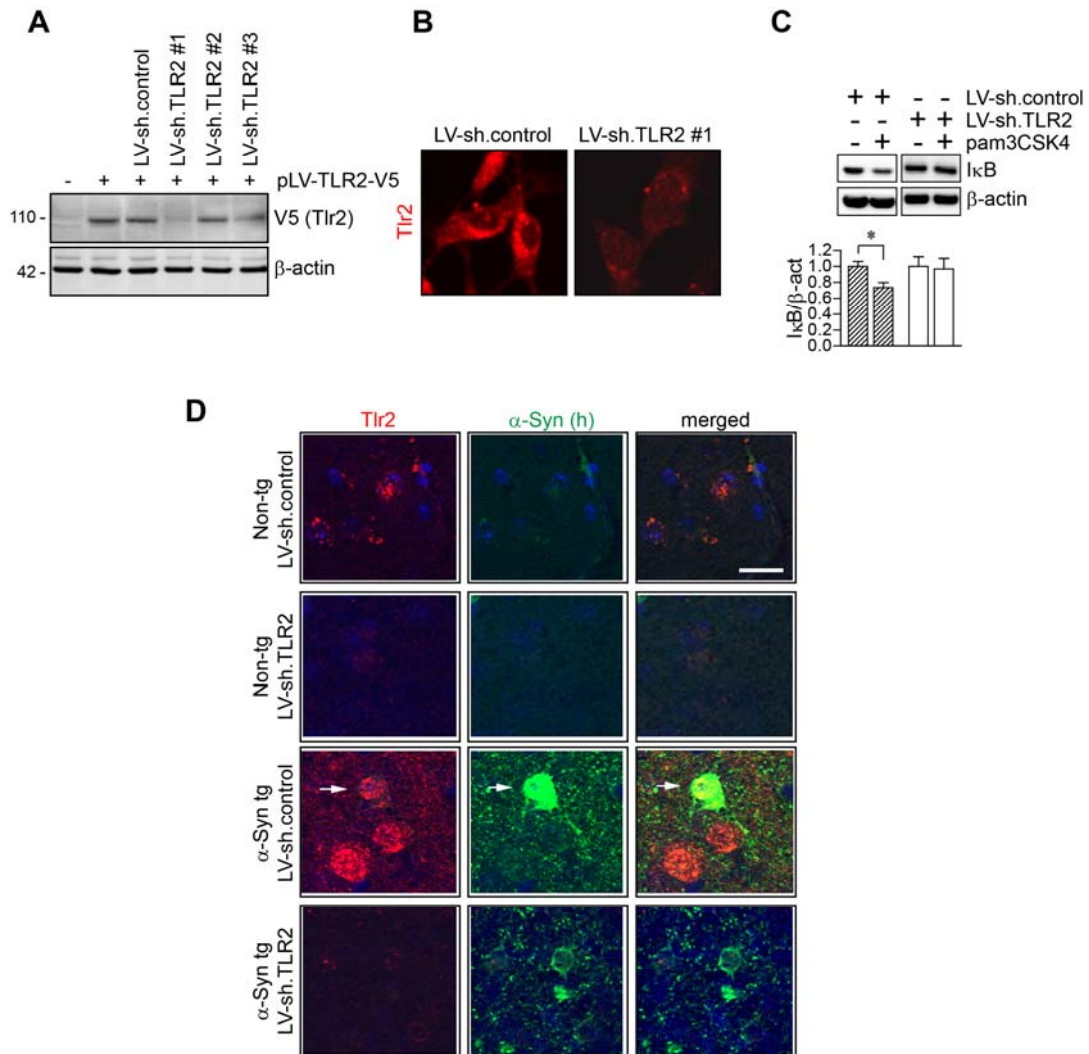 A
LV-sh.control
LV-sh.TLR2 #1
LV-sh.TLR2 #2
LV-sh.TLR2 #3
- + + + + + pLV-TLR2-V5
110 - V5 (Tlr2)
42 - β-actin
B
LV-sh.control LV-sh.TLR2 #1
Tlr2
C
+ + - - LV-sh.control
- - + + LV-sh.TLR2
- + - + pam3CSK4
IκB
β-actin
*
IκB/β-act
1.2
1.0
0.8
0.6
0.4
0.2
0.0
D
Tlr2 α-Syn (h) merged
Non-tg
LV-sh.control
Non-tg
LV-sh.TLR2
α-Syn tg
LV-sh.control
α-Syn tg
LV-sh.TLR2